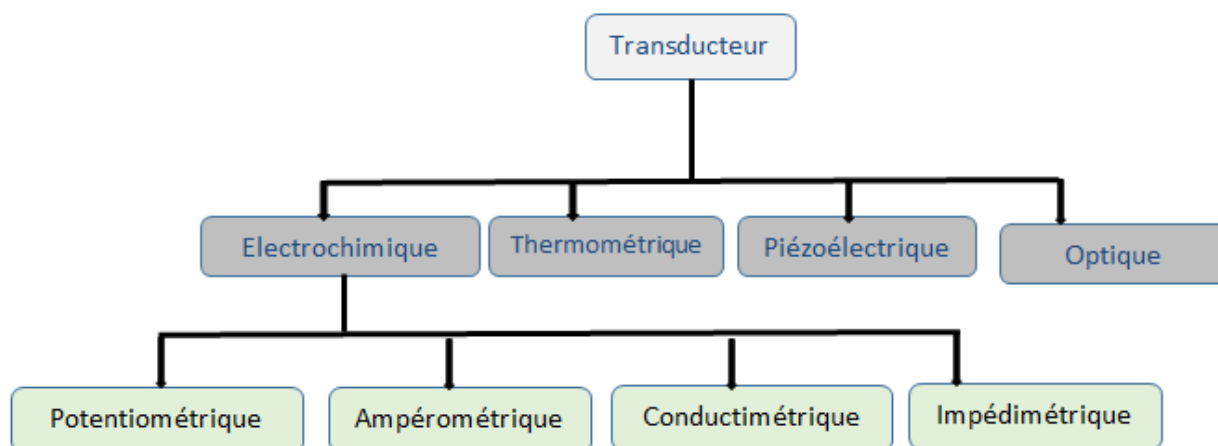 Transducteur
Electrochimique
Thermométrique
Piézoélectrique
Optique
Potentiométrique
Ampérométrique
Conductimétrique
Impédimétrique